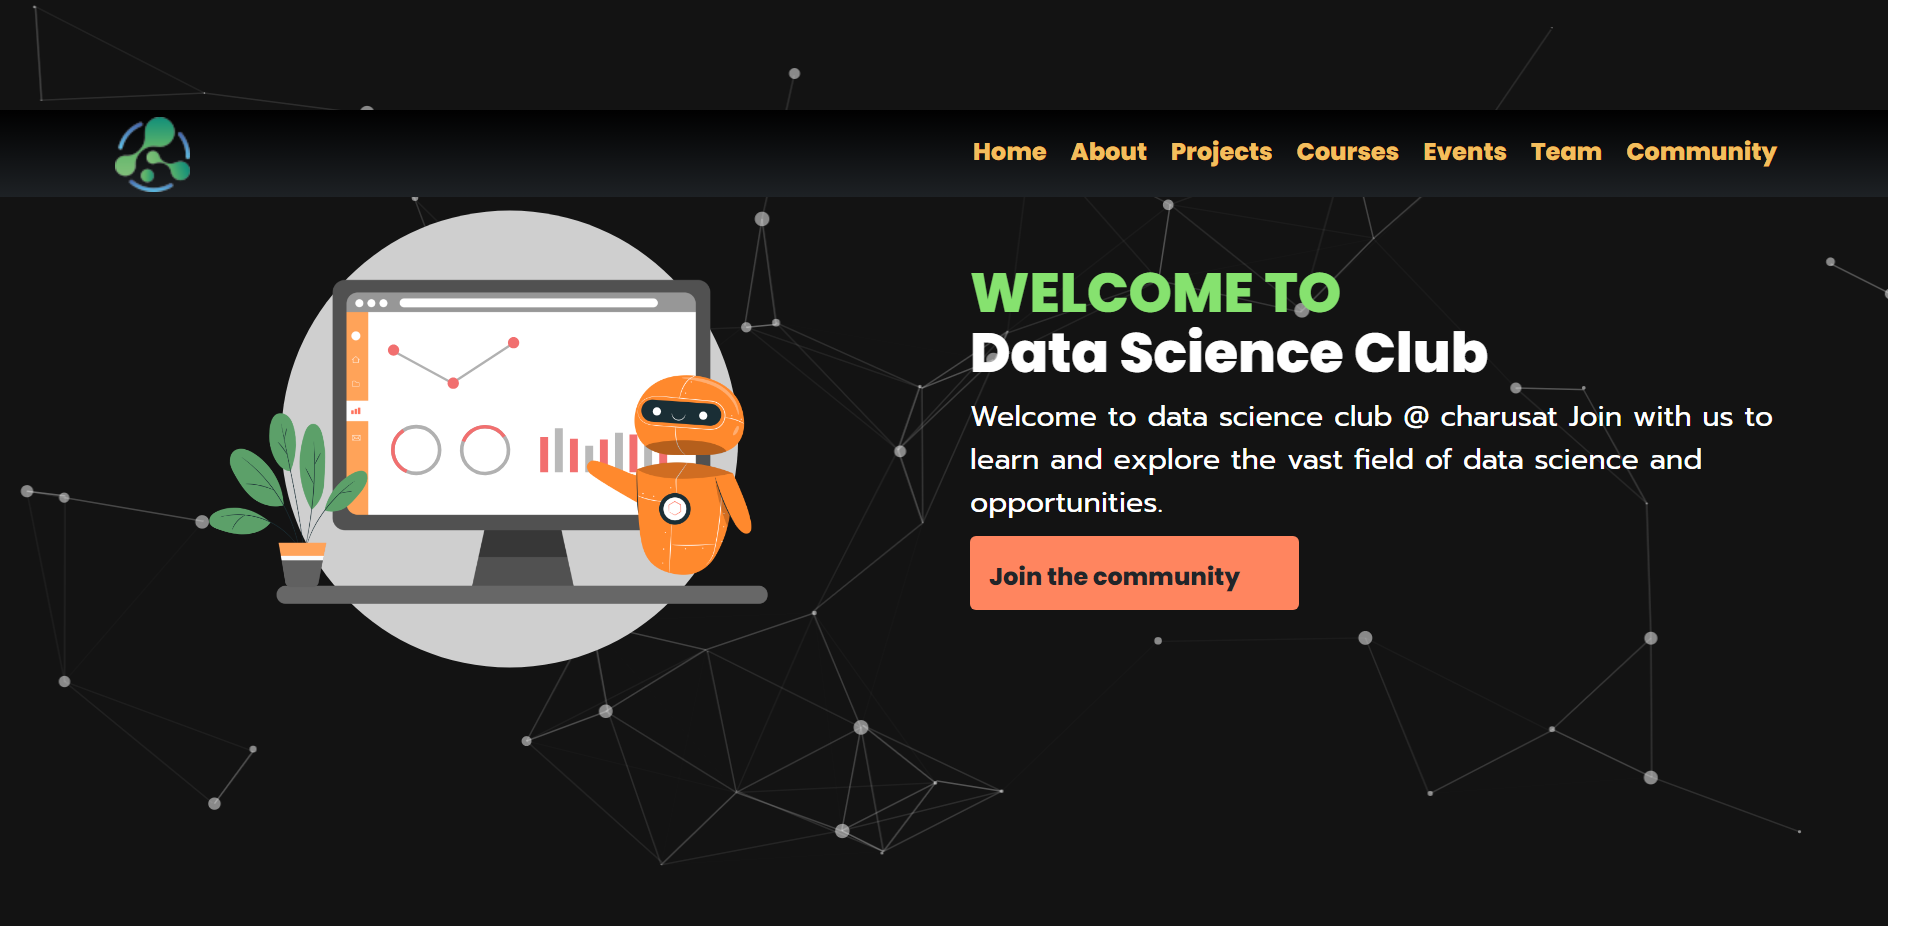 Home About Projects Courses Events Team Community
WELCOME TO
Data Science Club
Welcome to data science club @ charusat Join with us to
learn and explore the vast field of data science and
opportunities.
Join the community